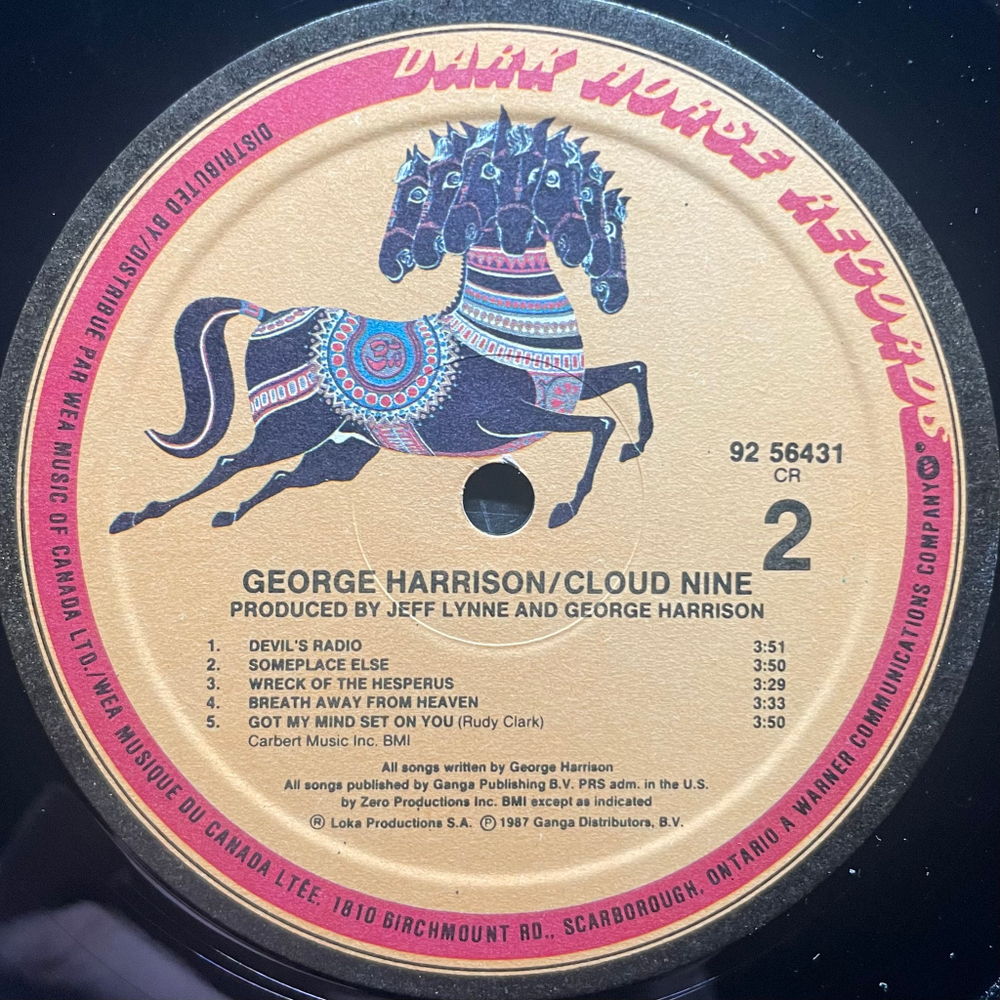 DARK HORSE RECORDS
92 56431
CR
2
GEORGE HARRISON/CLOUD NINE
PRODUCED BY JEFF LYNNE AND GEORGE HARRISON
1. DEVIL'S RADIO 3:51
2. SOMEPLACE ELSE 3:50
3. WRECK OF THE HESPERUS 3:29
4. BREATH AWAY FROM HEAVEN 3:33
5. GOT MY MIND SET ON YOU (Rudy Clark) 3:50
Carbert Music Inc. BMI
All songs written by George Harrison
All songs published by Ganga Publishing B.V. PRS adm. in the U.S.
by Zero Productions Inc. BMI except as indicated
Ⓡ Loka Productions S.A. Ⓟ 1987 Ganga Distributors, B.V.
DISTRIBUTED BY/DISTRIBUE PAR WEA MUSIC OF CANADA LTD./WEA MUSIQUE DU CANADA LTÉE, 1810 BIRCHMOUNT RD., SCARBOROUGH, ONTARIO A WARNER COMMUNICATIONS COMPANY